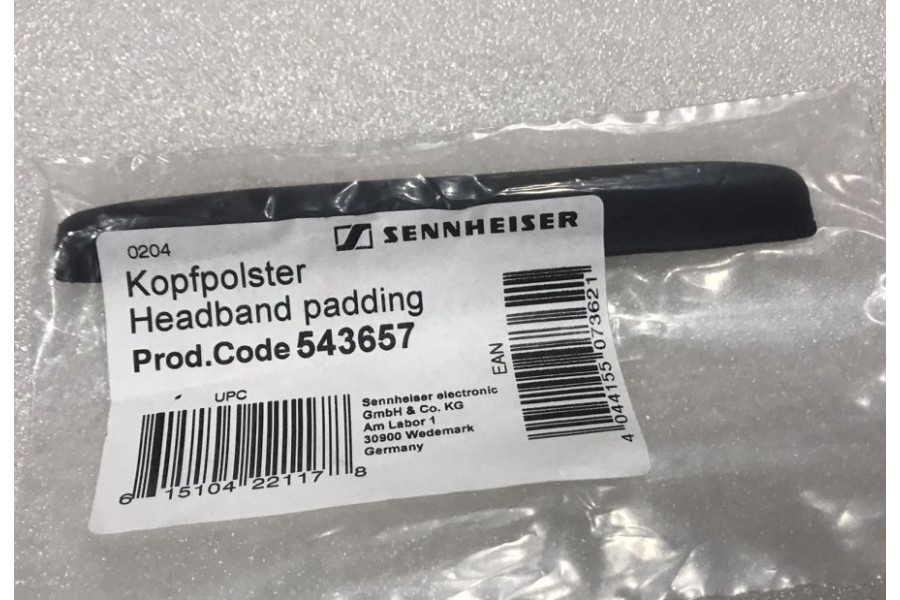 SENNHEISER
0204
Kopfpolster
Headband padding
Prod.Code 543657
UPC
6 15104 22117 8
Sennheiser electronic
GmbH & Co. KG
Am Labor 1
30900 Wedemark
Germany
EAN
4 044155 073621